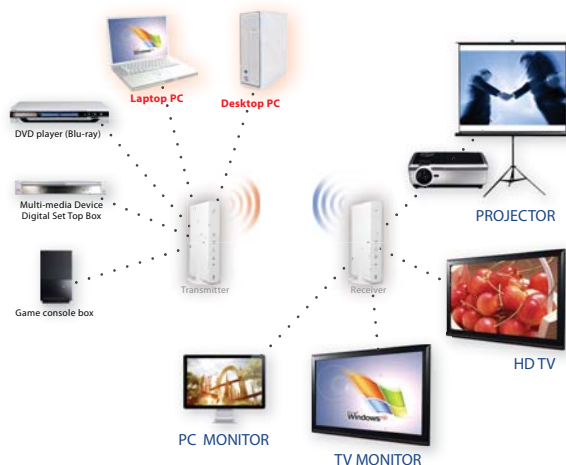 Laptop PC
Desktop PC
DVD player (Blu-ray)
Multi-media Device
Digital Set Top Box
Game console box
Transmitter
Receiver
PROJECTOR
HD TV
PC MONITOR
TV MONITOR
Windows